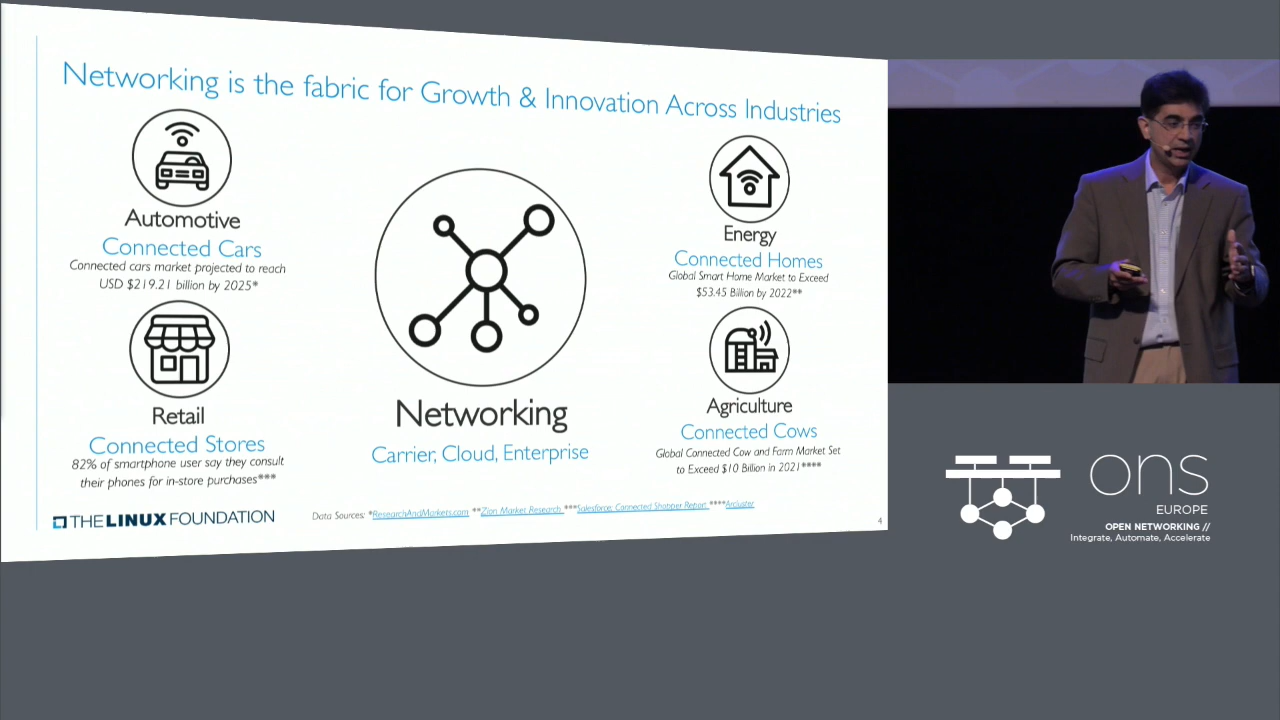 Networking is the fabric for Growth & Innovation Across Industries
Automotive
Connected Cars
Connected cars market projected to reach
USD $219.21 billion by 2025*
Retail
Connected Stores
82% of smartphone user say they consult
their phones for in-store purchases***
Networking
Carrier, Cloud, Enterprise
Energy
Connected Homes
Global Smart Home Market to Exceed
$53.45 Billion by 2022**
Agriculture
Connected Cows
Global Connected Cow and Farm Market Set
to Exceed $10 Billion in 2021****
THE LINUX FOUNDATION
Data Sources: *ResearchAndMarkets.com **Zion Market Research ***Salesforce: Connected Shopper Report ****Arcluster
4
ons
EUROPE
OPEN NETWORKING //
Integrate, Automate, Accelerate